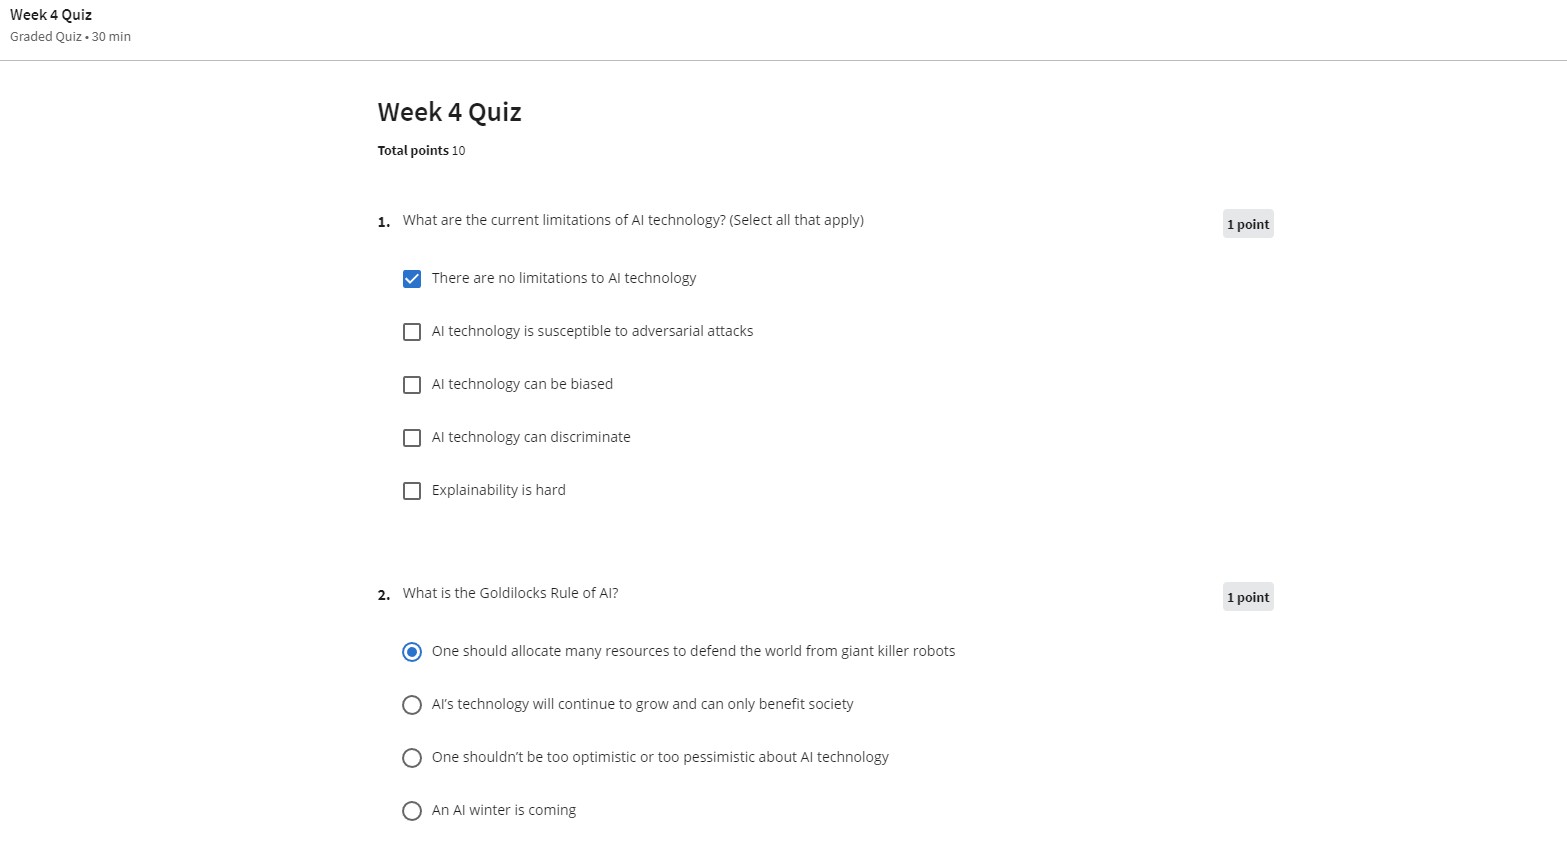 Week 4 Quiz
Graded Quiz • 30 min
Week 4 Quiz
Total points 10
1. What are the current limitations of AI technology? (Select all that apply)
1 point
There are no limitations to AI technology
AI technology is susceptible to adversarial attacks
AI technology can be biased
AI technology can discriminate
Explainability is hard
2. What is the Goldilocks Rule of AI?
1 point
One should allocate many resources to defend the world from giant killer robots
AI’s technology will continue to grow and can only benefit society
One shouldn’t be too optimistic or too pessimistic about AI technology
An AI winter is coming